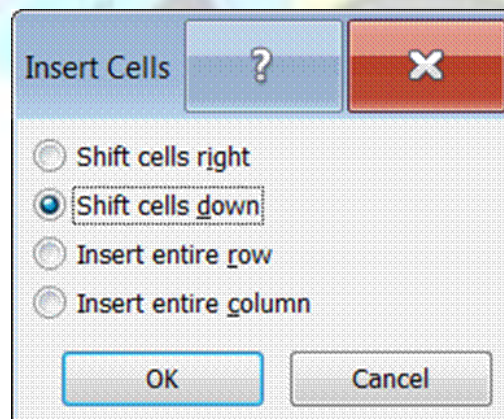 Insert Cells ?
Shift cells right
Shift cells down
Insert entire row
Insert entire column
OK Cancel